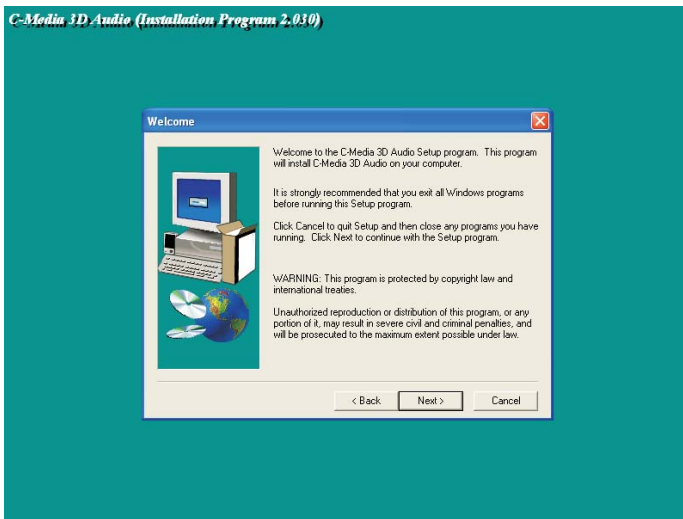 C-Media 3D Audio (Installation Program 2.030)
Welcome
Welcome to the C-Media 3D Audio Setup program. This program
will install C-Media 3D Audio on your computer.
It is strongly recommended that you exit all Windows programs
before running this Setup program.
Click Cancel to quit Setup and then close any programs you have
running. Click Next to continue with the Setup program.
WARNING: This program is protected by copyright law and
international treaties.
Unauthorized reproduction or distribution of this program, or any
portion of it, may result in severe civil and criminal penalties, and
will be prosecuted to the maximum extent possible under law.
< Back Next > Cancel